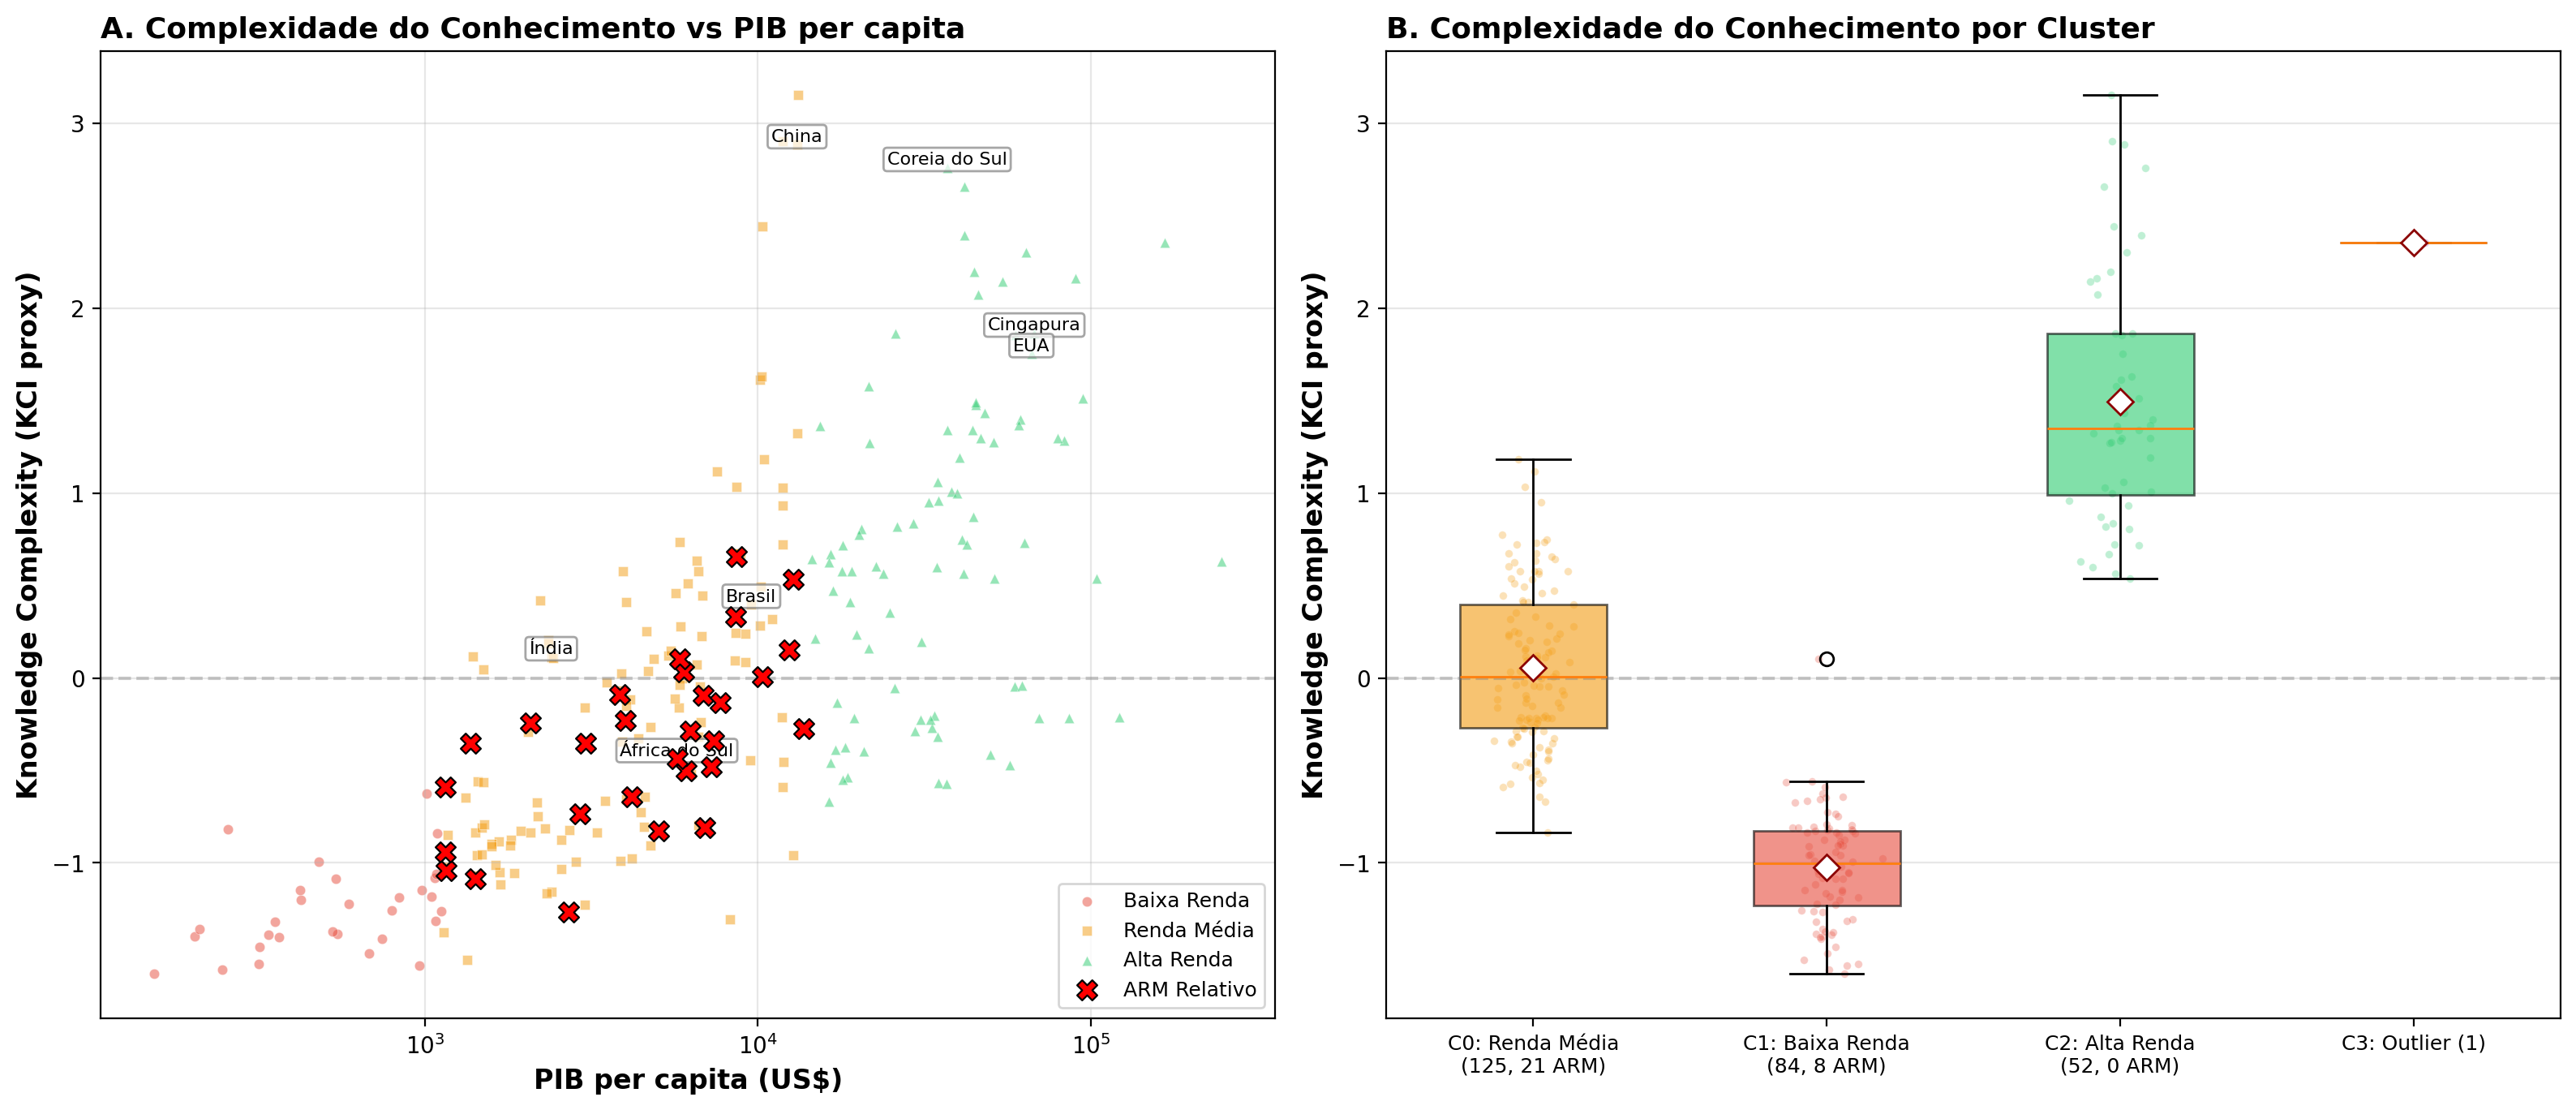 A. Complexidade do Conhecimento vs PIB per capita
Knowledge Complexity (KCI proxy)
3
2
1
0
−1
China
Coreia do Sul
Cingapura
EUA
Brasil
Índia
África do Sul
Baixa Renda
Renda Média
Alta Renda
ARM Relativo
10³
10⁴
10⁵
PIB per capita (US$)
B. Complexidade do Conhecimento por Cluster
Knowledge Complexity (KCI proxy)
3
2
1
0
−1
C0: Renda Média
(125, 21 ARM)
C1: Baixa Renda
(84, 8 ARM)
C2: Alta Renda
(52, 0 ARM)
C3: Outlier (1)